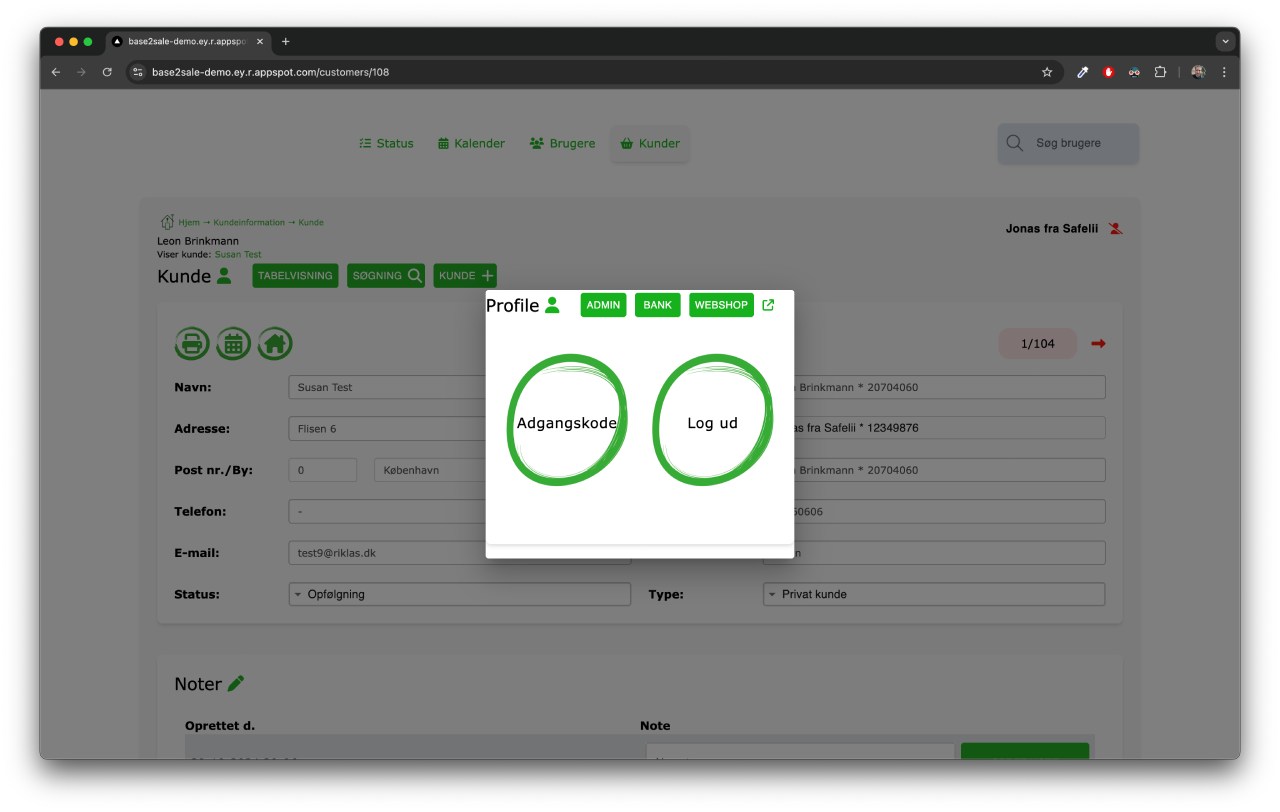 base2sale-demo.ey.r.appspo
base2sale-demo.ey.r.appspot.com/customers/108
Status Kalender Brugere Kunder Søg brugere
Hjem → Kundeinformation → Kunde
Jonas fra Safelii
Leon Brinkmann
Viser kunde: Susan Test
Kunde TABELVISNING SØGNING KUNDE
Profile ADMIN BANK WEBSHOP
1/104
Adgangskode Log ud
Navn: Susan Test Brinkmann * 20704060
Adresse: Flisen 6 fra Safelii * 12349876
Post nr./By: 0 København Brinkmann * 20704060
Telefon: -
E-mail: test9@riklas.dk
Status: Opfølgning Type: Privat kunde
Noter
Oprettet d. Note